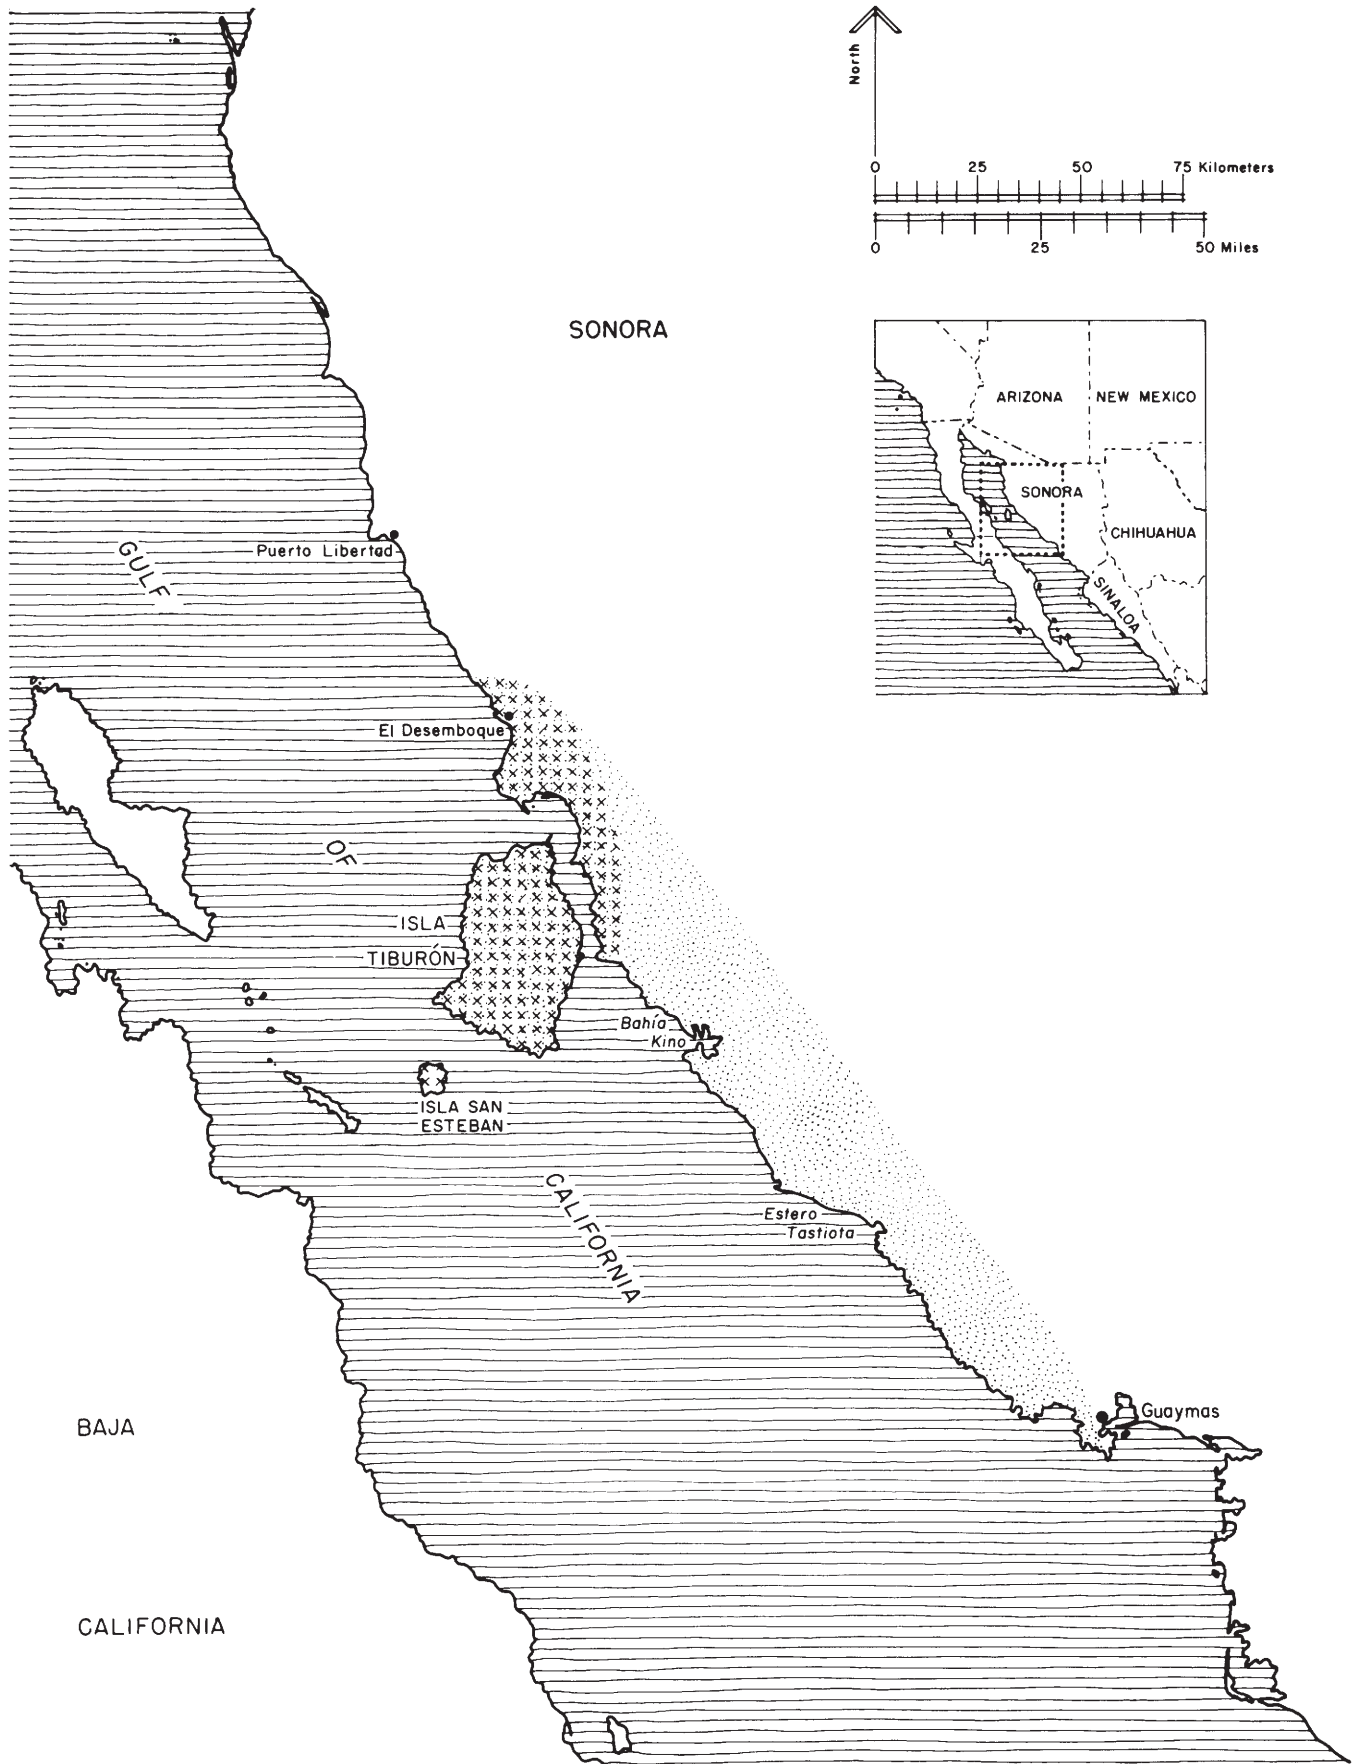 North
0 25 50 75 Kilometers
0 25 50 Miles
SONORA
ARIZONA
NEW MEXICO
SONORA
CHIHUAHUA
SINALOA
GULF
Puerto Libertad
El Desemboque
OF
ISLA
TIBURÓN
Bahía
Kino
ISLA SAN
ESTEBAN
CALIFORNIA
Estero
Tastiota
Guaymas
BAJA
CALIFORNIA